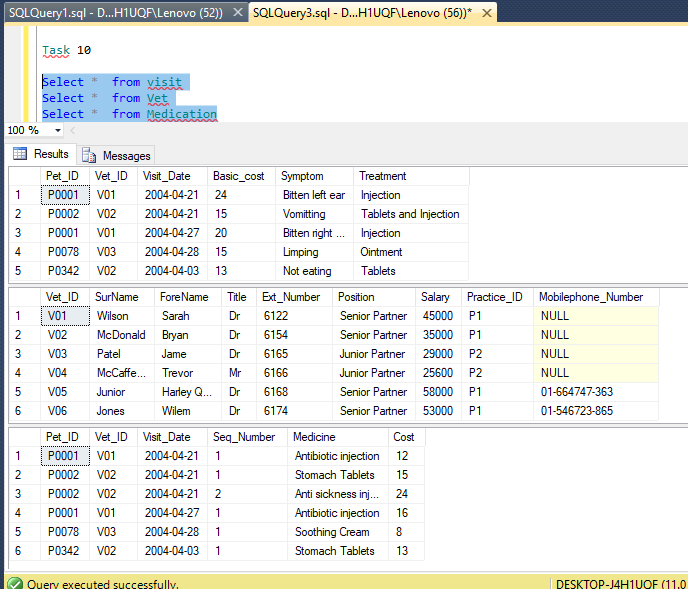 SQLQuery1.sql - D...H1UQF\Lenovo (52)) SQLQuery3.sql - D...H1UQF\Lenovo (56))*
Task 10
Select * from visit
Select * from Vet
Select * from Medication
100 %
Results Messages
Pet_ID Vet_ID Visit_Date Basic_cost Symptom Treatment
1 P0001 V01 2004-04-21 24 Bitten left ear Injection
2 P0002 V02 2004-04-21 15 Vomitting Tablets and Injection
3 P0001 V01 2004-04-27 20 Bitten right ... Injection
4 P0078 V03 2004-04-28 15 Limping Ointment
5 P0342 V02 2004-04-03 13 Not eating Tablets
Vet_ID SurName ForeName Title Ext_Number Position Salary Practice_ID Mobilephone_Number
1 V01 Wilson Sarah Dr 6122 Senior Partner 45000 P1 NULL
2 V02 McDonald Bryan Dr 6154 Senior Partner 35000 P1 NULL
3 V03 Patel Jame Dr 6165 Junior Partner 29000 P2 NULL
4 V04 McCaffe... Trevor Mr 6166 Junior Partner 25600 P2 NULL
5 V05 Junior Harley Q... Dr 6168 Senior Partner 58000 P1 01-664747-363
6 V06 Jones Wilem Dr 6174 Senior Partner 53000 P1 01-546723-865
Pet_ID Vet_ID Visit_Date Seq_Number Medicine Cost
1 P0001 V01 2004-04-21 1 Antibiotic injection 12
2 P0002 V02 2004-04-21 1 Stomach Tablets 15
3 P0002 V02 2004-04-21 2 Anti sickness inj... 24
4 P0001 V01 2004-04-27 1 Antibiotic injection 16
5 P0078 V03 2004-04-28 1 Soothing Cream 8
6 P0342 V02 2004-04-03 1 Stomach Tablets 13
Query executed successfully. DESKTOP-J4H1UQF (11.0